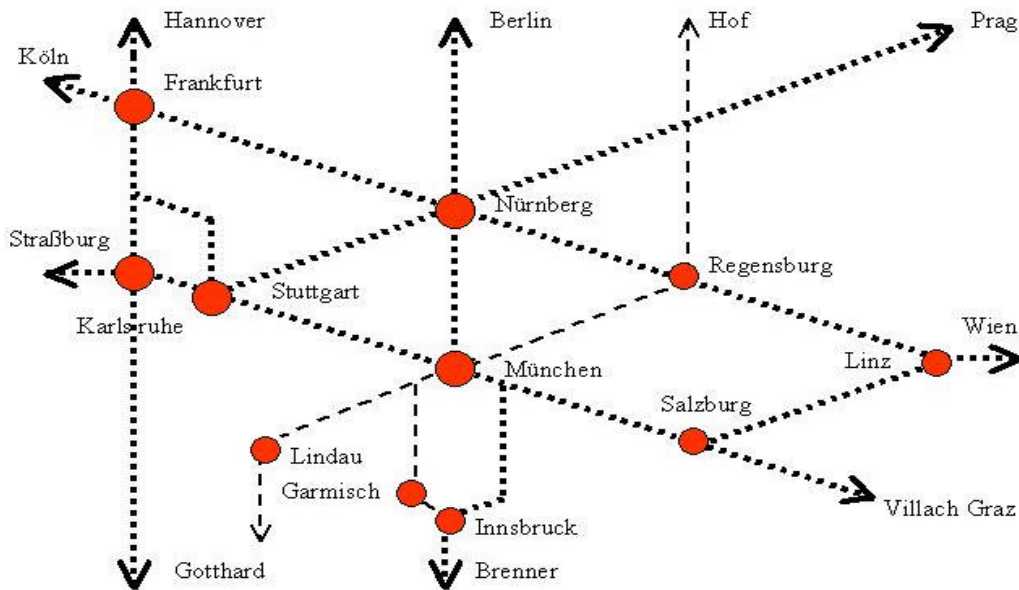 Hannover
Berlin
Hof
Prag
Köln
Frankfurt
Nürnberg
Straßburg
Regensburg
Stuttgart
Karlsruhe
Wien
Linz
München
Salzburg
Lindau
Garmisch
Villach Graz
Innsbruck
Gotthard
Brenner